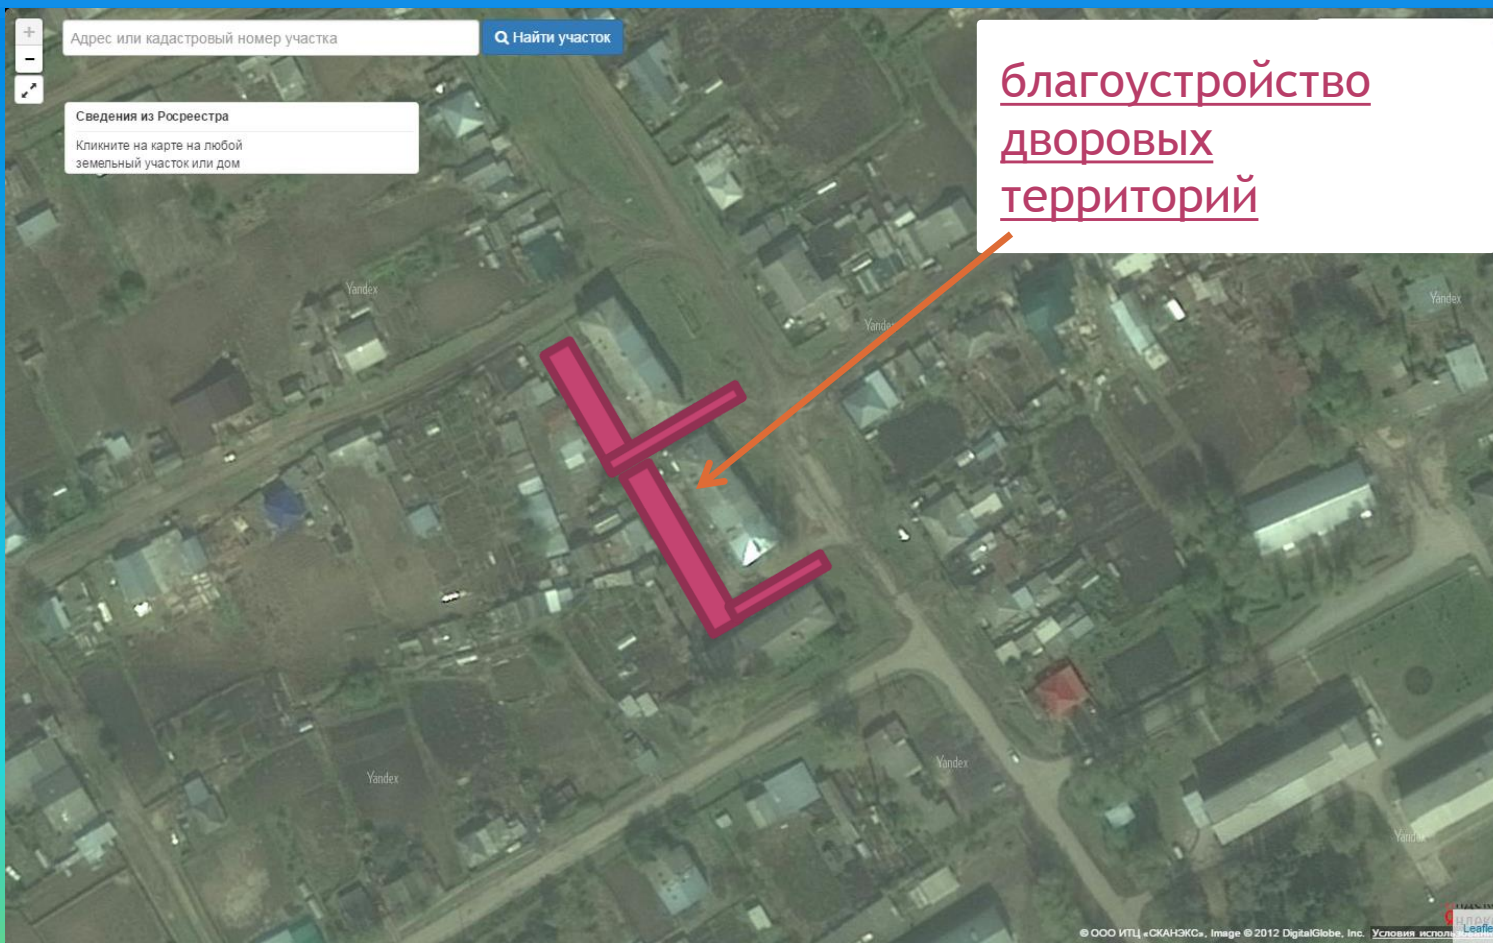 +
Адрес или кадастровый номер участка
Найти участок
-
Сведения из Росреестра
Кликните на карте на любой
земельный участок или дом
благоустройство
дворовых
территорий
Yandex
Yandex
Yandex
Yandex
Yandex
© ООО ИТЦ «СКАНЭКС», Image © 2012 DigitalGlobe, Inc. Условия